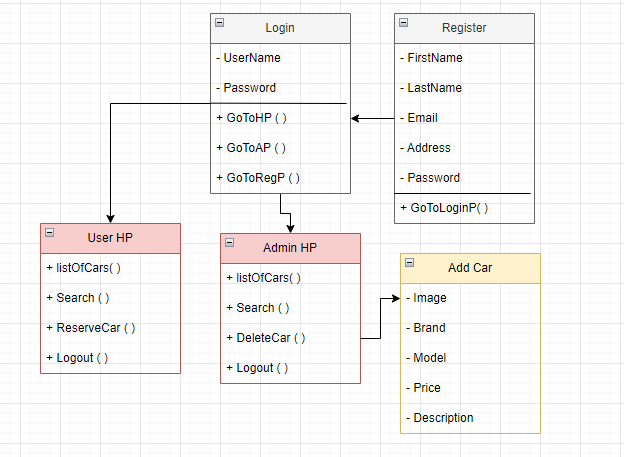 Login
- UserName
- Password
+ GoToHP ( )
+ GoToAP ( )
+ GoToRegP ( )
Register
- FirstName
- LastName
- Email
- Address
- Password
+ GoToLoginP( )
User HP
+ listOfCars( )
+ Search ( )
+ ReserveCar ( )
+ Logout ( )
Admin HP
+ listOfCars( )
+ Search ( )
+ DeleteCar ( )
+ Logout ( )
Add Car
- Image
- Brand
- Model
- Price
- Description